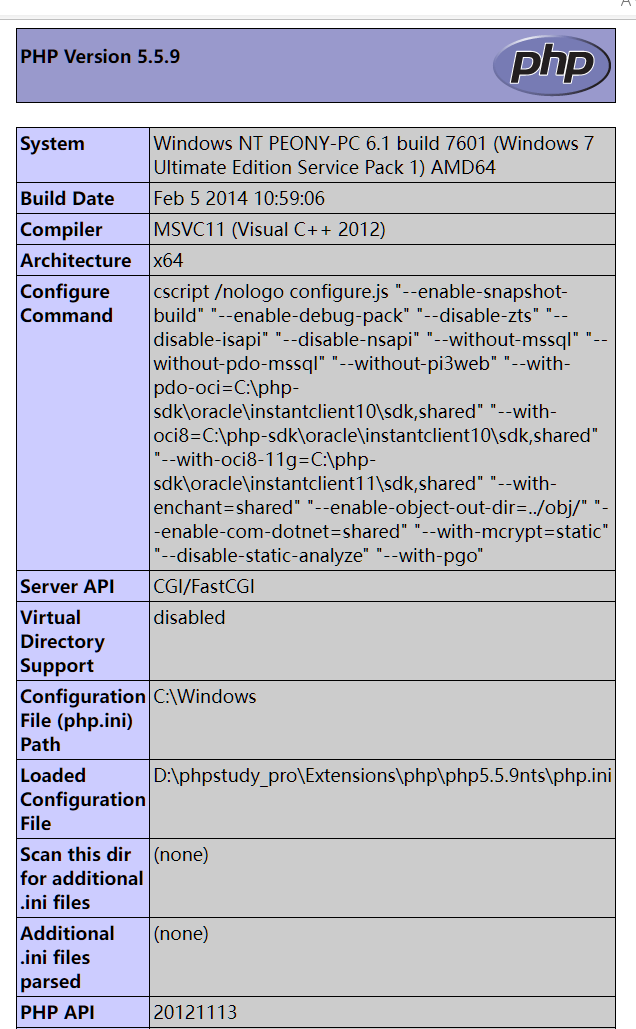 PHP Version 5.5.9
php
System
Windows NT PEONY-PC 6.1 build 7601 (Windows 7
Ultimate Edition Service Pack 1) AMD64
Build Date
Feb 5 2014 10:59:06
Compiler
MSVC11 (Visual C++ 2012)
Architecture
x64
Configure
Command
cscript /nologo configure.js "--enable-snapshot-
build" "--enable-debug-pack" "--disable-zts" "--
disable-isapi" "--disable-nsapi" "--without-mssql" "--
without-pdo-mssql" "--without-pi3web" "--with-
pdo-oci=C:\php-
sdk\oracle\instantclient10\sdk,shared" "--with-
oci8=C:\php-sdk\oracle\instantclient10\sdk,shared"
"--with-oci8-11g=C:\php-
sdk\oracle\instantclient11\sdk,shared" "--with-
enchant=shared" "--enable-object-out-dir=../obj/" "-
-enable-com-dotnet=shared" "--with-mcrypt=static"
"--disable-static-analyze" "--with-pgo"
Server API
CGI/FastCGI
Virtual
Directory
Support
disabled
Configuration
File (php.ini)
Path
C:\Windows
Loaded
Configuration
File
D:\phpstudy_pro\Extensions\php\php5.5.9nts\php.ini
Scan this dir
for additional
.ini files
(none)
Additional
.ini files
parsed
(none)
PHP API
20121113